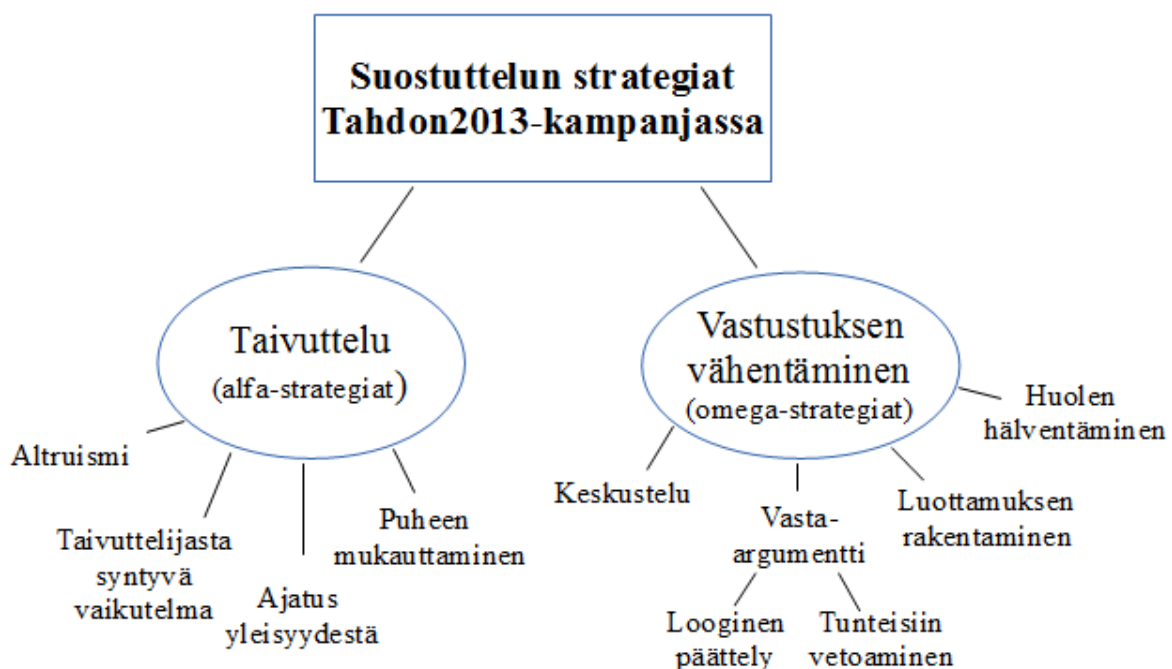 Suostuttelun strategiat
Tahdon2013-kampanjassa
Taivuttelu
(alfa-strategiat)
Vastustuksen
vähentäminen
(omega-strategiat)
Altruismi
Taivuttelijasta
syntyvä
vaikutelma
Ajatus
yleisyydestä
Puheen
mukauttaminen
Keskustelu
Vasta-
argumentti
Looginen
päättely
Tunteisiin
vetoaminen
Luottamuksen
rakentaminen
Huolen
hälventäminen